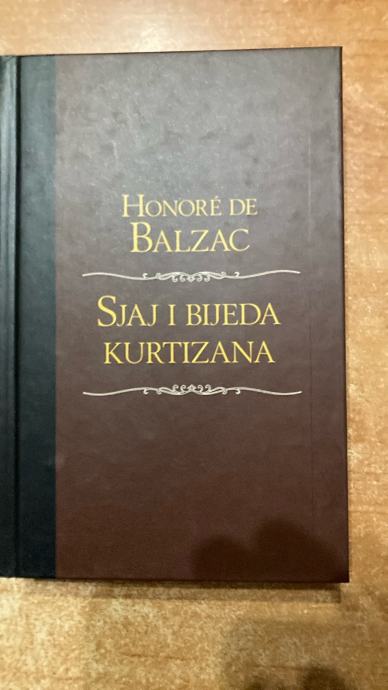 Honoré de
Balzac
Sjaj i bijeda
kurtizana